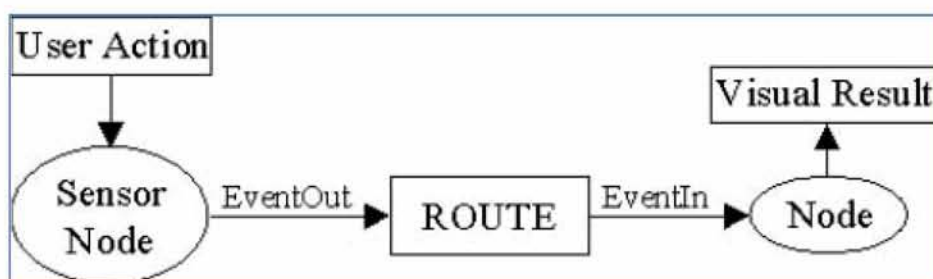 User Action
Visual Result
Sensor
Node
EventOut
ROUTE
EventIn
Node